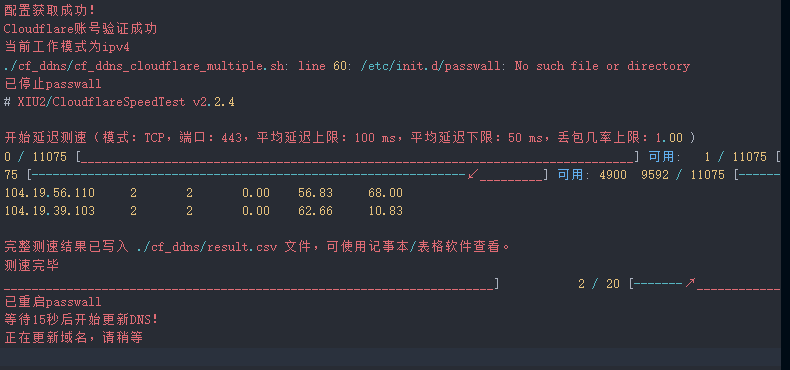 配置获取成功!
Cloudflare账号验证成功
当前工作模式为ipv4
./cf_ddns/cf_ddns_cloudflare_multiple.sh: line 60: /etc/init.d/passwall: No such file or directory
已停止passwall
# XIU2/CloudflareSpeedTest v2.2.4
开始延迟测速（模式: TCP, 端口: 443, 平均延迟上限: 100 ms, 平均延迟下限: 50 ms, 丢包几率上限: 1.00 )
0 / 11075 [_______________________________________________________________________________] 可用: 1 / 11075 [
75 [--------------------------------------------------------------↙_________] 可用: 4900 9592 / 11075 [------
104.19.56.110 2 2 0.00 56.83 68.00
104.19.39.103 2 2 0.00 62.66 10.83
完整测速结果已写入 ./cf_ddns/result.csv 文件，可使用记事本/表格软件查看。
测速完毕
______________________________________________________________________] 2 / 20 [-------↗____________
已重启passwall
等待15秒后开始更新DNS!
正在更新域名，请稍等